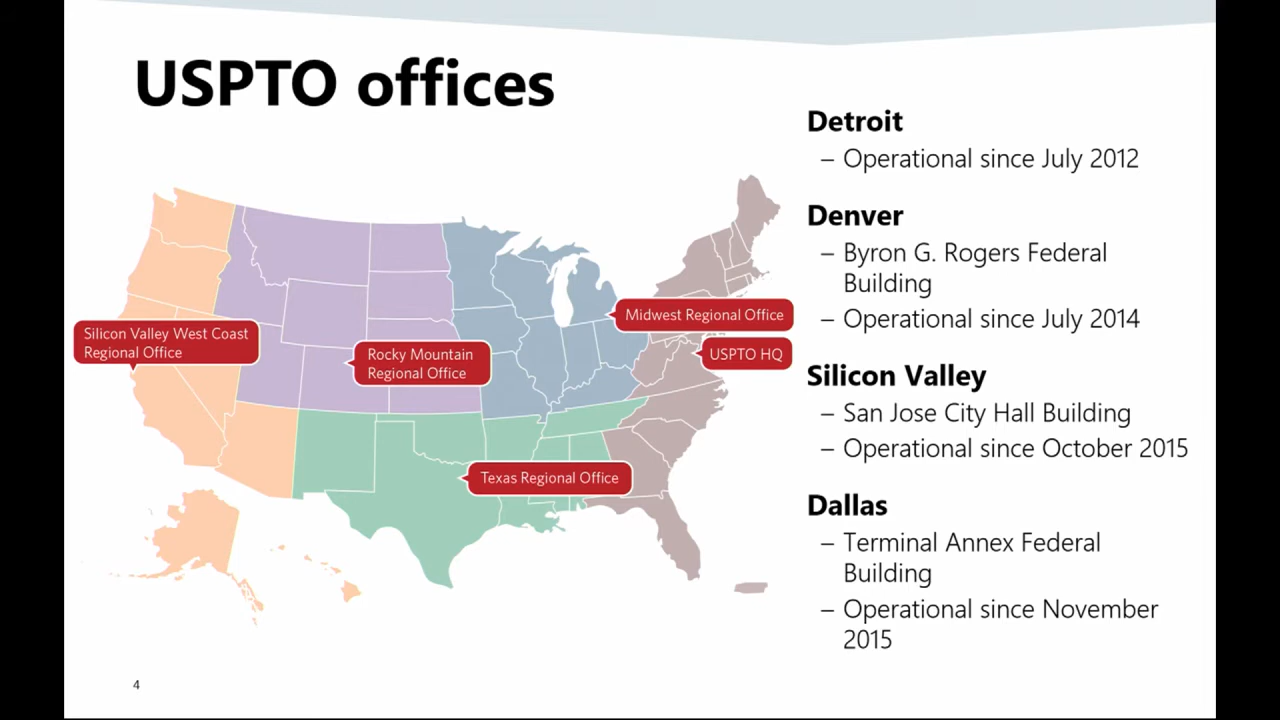 USPTO offices
Silicon Valley West Coast
Regional Office
Rocky Mountain
Regional Office
Midwest Regional Office
USPTO HQ
Texas Regional Office
Detroit
– Operational since July 2012
Denver
– Byron G. Rogers Federal
Building
– Operational since July 2014
Silicon Valley
– San Jose City Hall Building
– Operational since October 2015
Dallas
– Terminal Annex Federal
Building
– Operational since November
2015
4